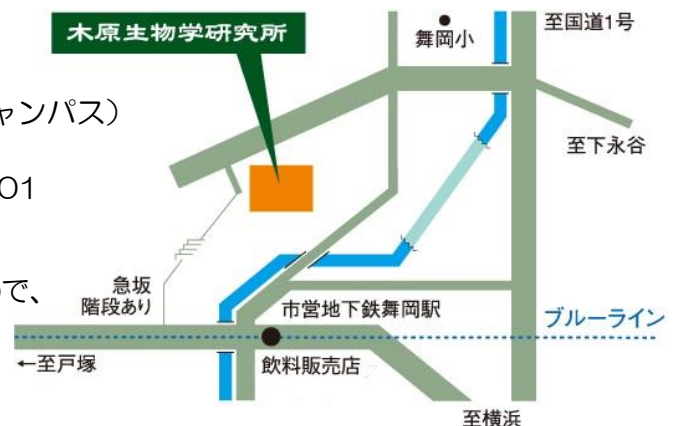 木原生物学研究所
舞岡小
至国道1号
ャンパス）
至下永谷
01
で、
急坂
階段あり
市営地下鉄舞岡駅
ブルーライン
←至戸塚
飲料販売店
至横浜